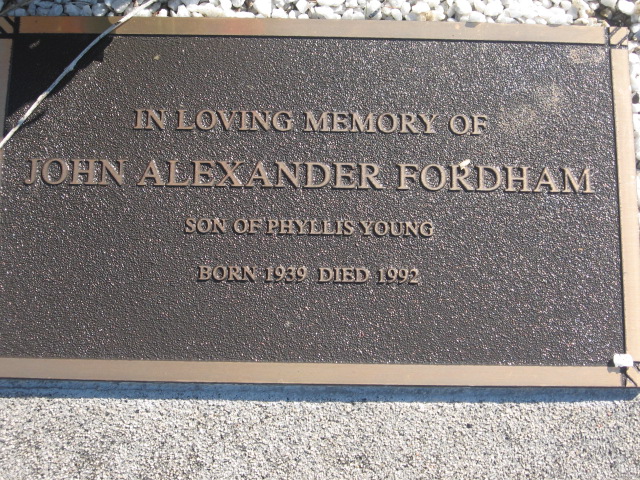 IN LOVING MEMORY OF
JOHN ALEXANDER FORDHAM
SON OF PHYLLIS YOUNG
BORN 1939 DIED 1992